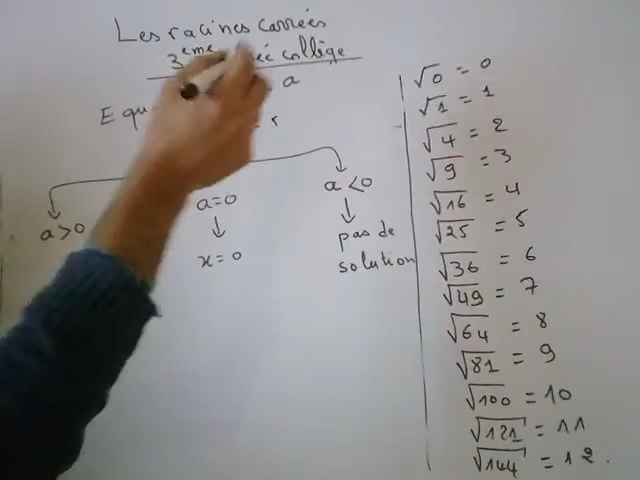 Les racines carrées
3eme collège
a
a>0
a=0
a<0
x=0
pas de
solution
√0 = 0
√1 = 1
√4 = 2
√9 = 3
√16 = 4
√25 = 5
√36 = 6
√49 = 7
√64 = 8
√81 = 9
√100 = 10
√121 = 11
√144 = 12.